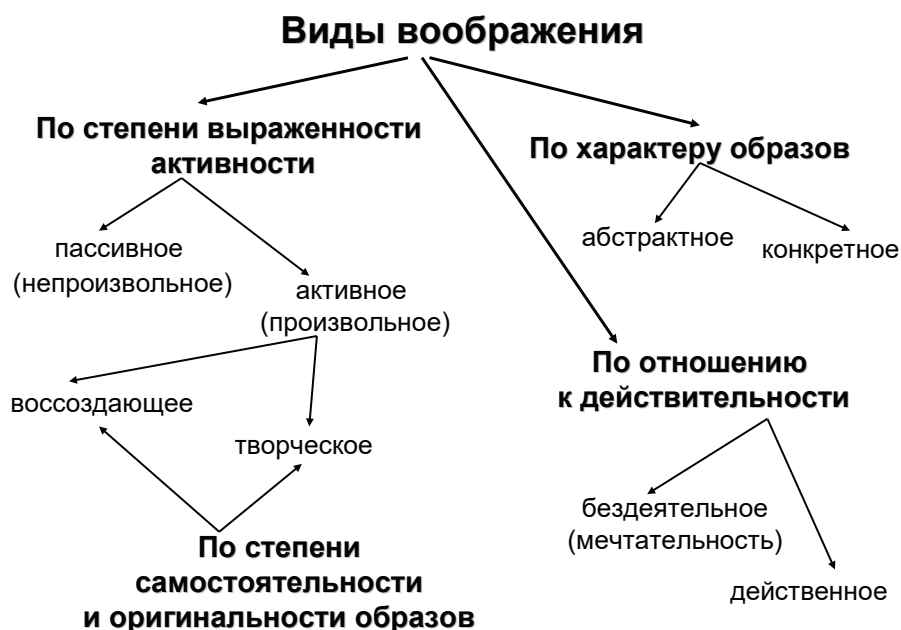 Виды воображения
По степени выраженности
активности
пассивное
(непроизвольное)
активное
(произвольное)
воссоздающее
творческое
По степени
самостоятельности
и оригинальности образов
По характеру образов
абстрактное
конкретное
По отношению
к действительности
бездеятельное
(мечтательность)
действенное